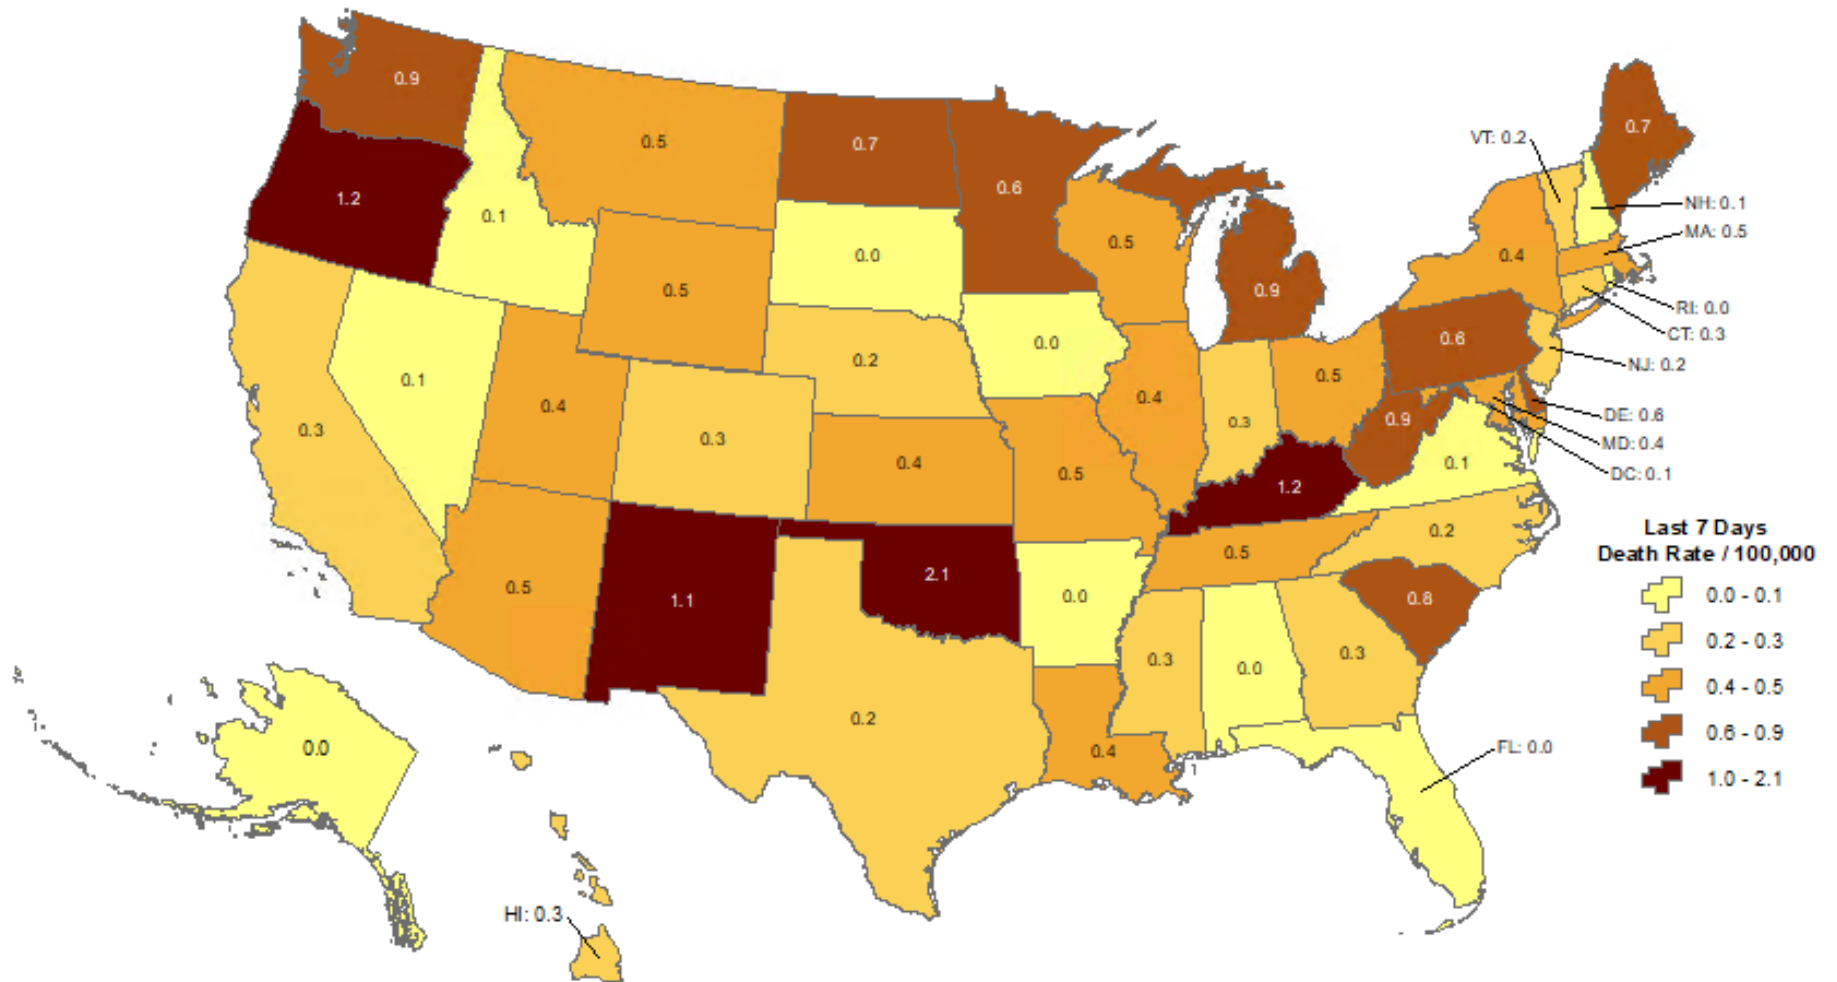 0.9
0.5
0.7
0.6
0.7
VT: 0.2
1.2
0.1
NH: 0.1
MA: 0.5
0.0
0.5
0.4
0.5
0.9
RI: 0.0
CT: 0.3
0.0
0.2
0.6
NJ: 0.2
0.1
0.4
0.3
0.4
0.3
0.5
0.9
DE: 0.6
MD: 0.4
DC: 0.1
0.3
0.4
0.5
1.2
0.1
Last 7 Days
Death Rate / 100,000
0.5
1.1
2.1
0.0
0.5
0.2
0.8
0.0 - 0.1
0.2 - 0.3
0.3
0.0
0.3
0.4 - 0.5
0.2
0.4
0.6 - 0.9
FL: 0.0
1.0 - 2.1
0.0
HI: 0.3